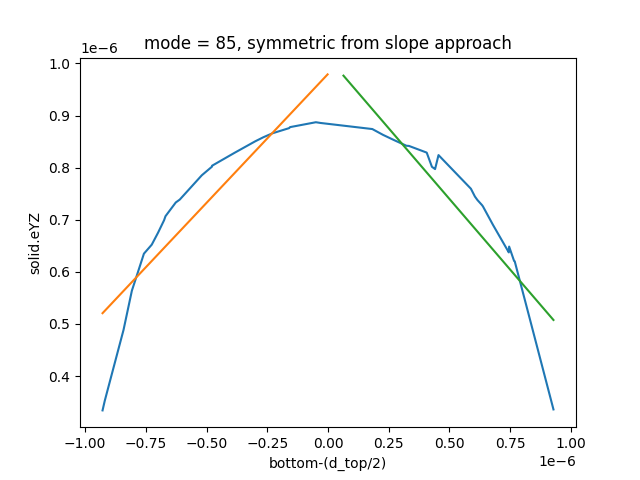 mode = 85, symmetric from slope approach
1e−6
1.0
0.9
0.8
0.7
0.6
0.5
0.4
solid.eYZ
−1.00 −0.75 −0.50 −0.25 0.00 0.25 0.50 0.75 1.00
bottom-(d_top/2)
1e−6